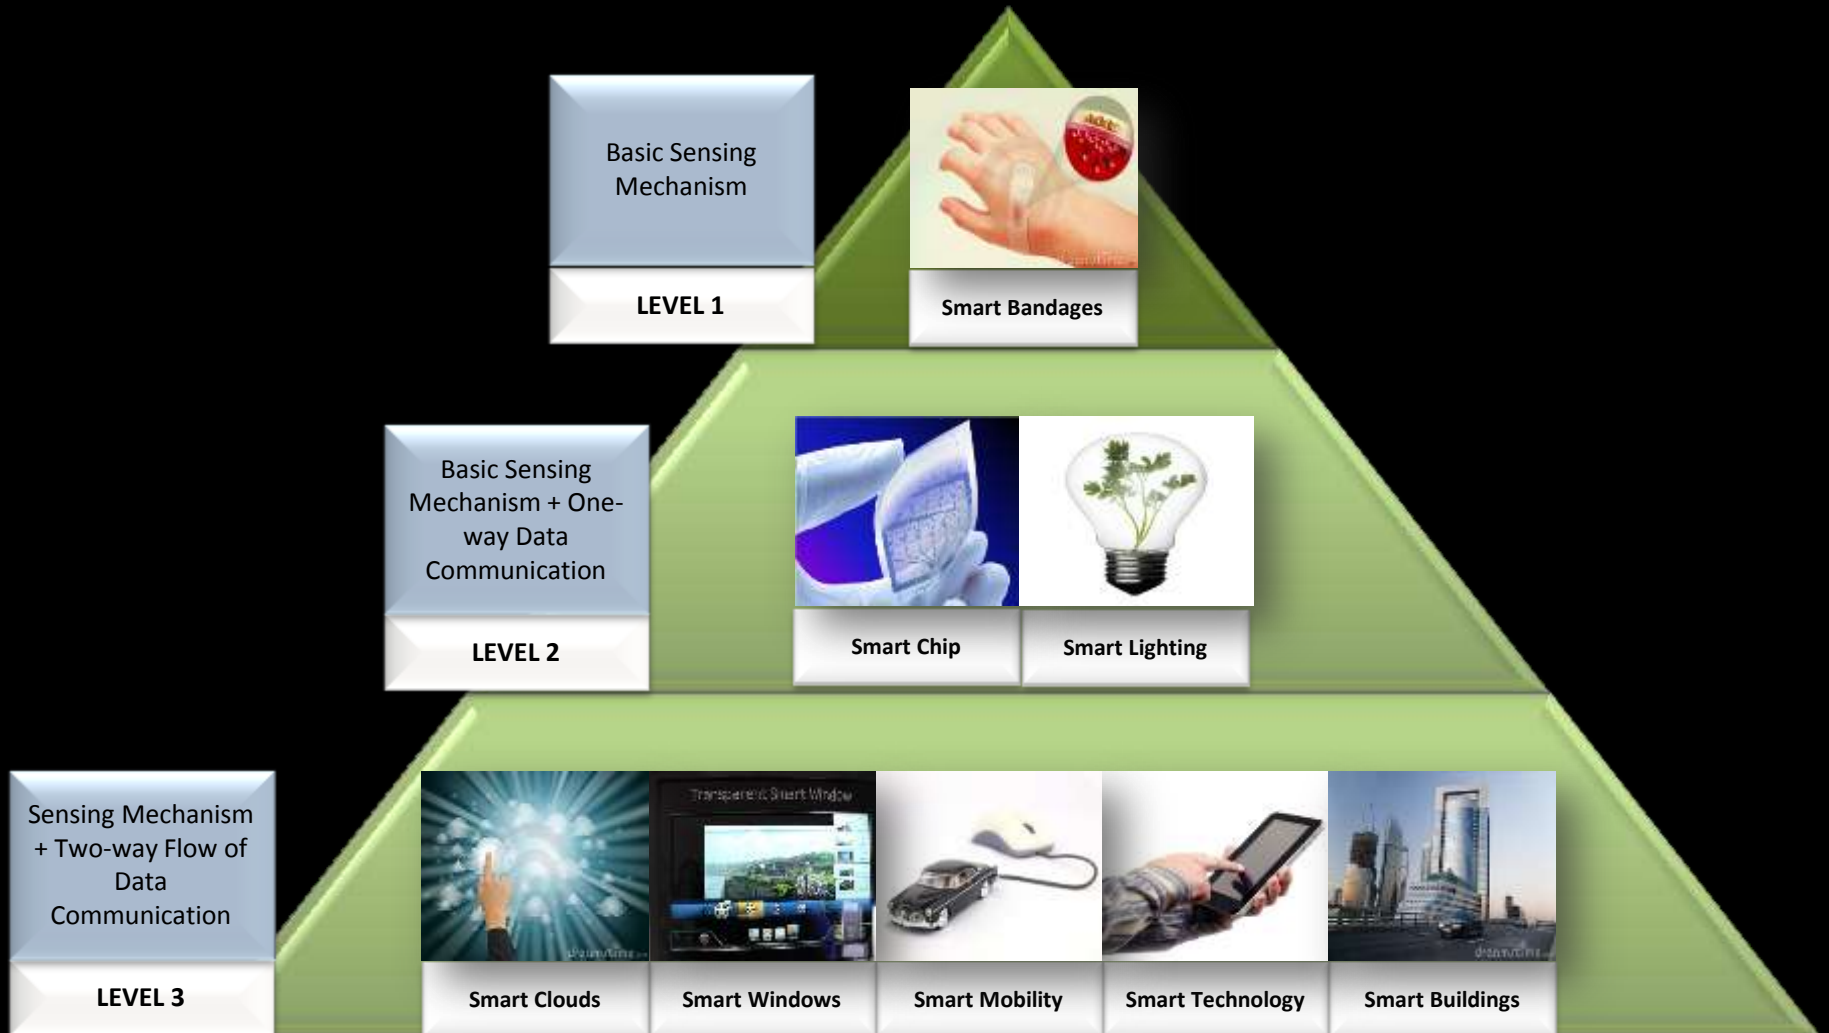 Basic Sensing
Mechanism
LEVEL 1
Smart Bandages
Basic Sensing
Mechanism + One-
way Data
Communication
LEVEL 2
Smart Chip
Smart Lighting
Sensing Mechanism
+ Two-way Flow of
Data
Communication
LEVEL 3
Transparent Smart Window
dreamstime
Smart Clouds
Smart Windows
Smart Mobility
Smart Technology
dreamstime
Smart Buildings